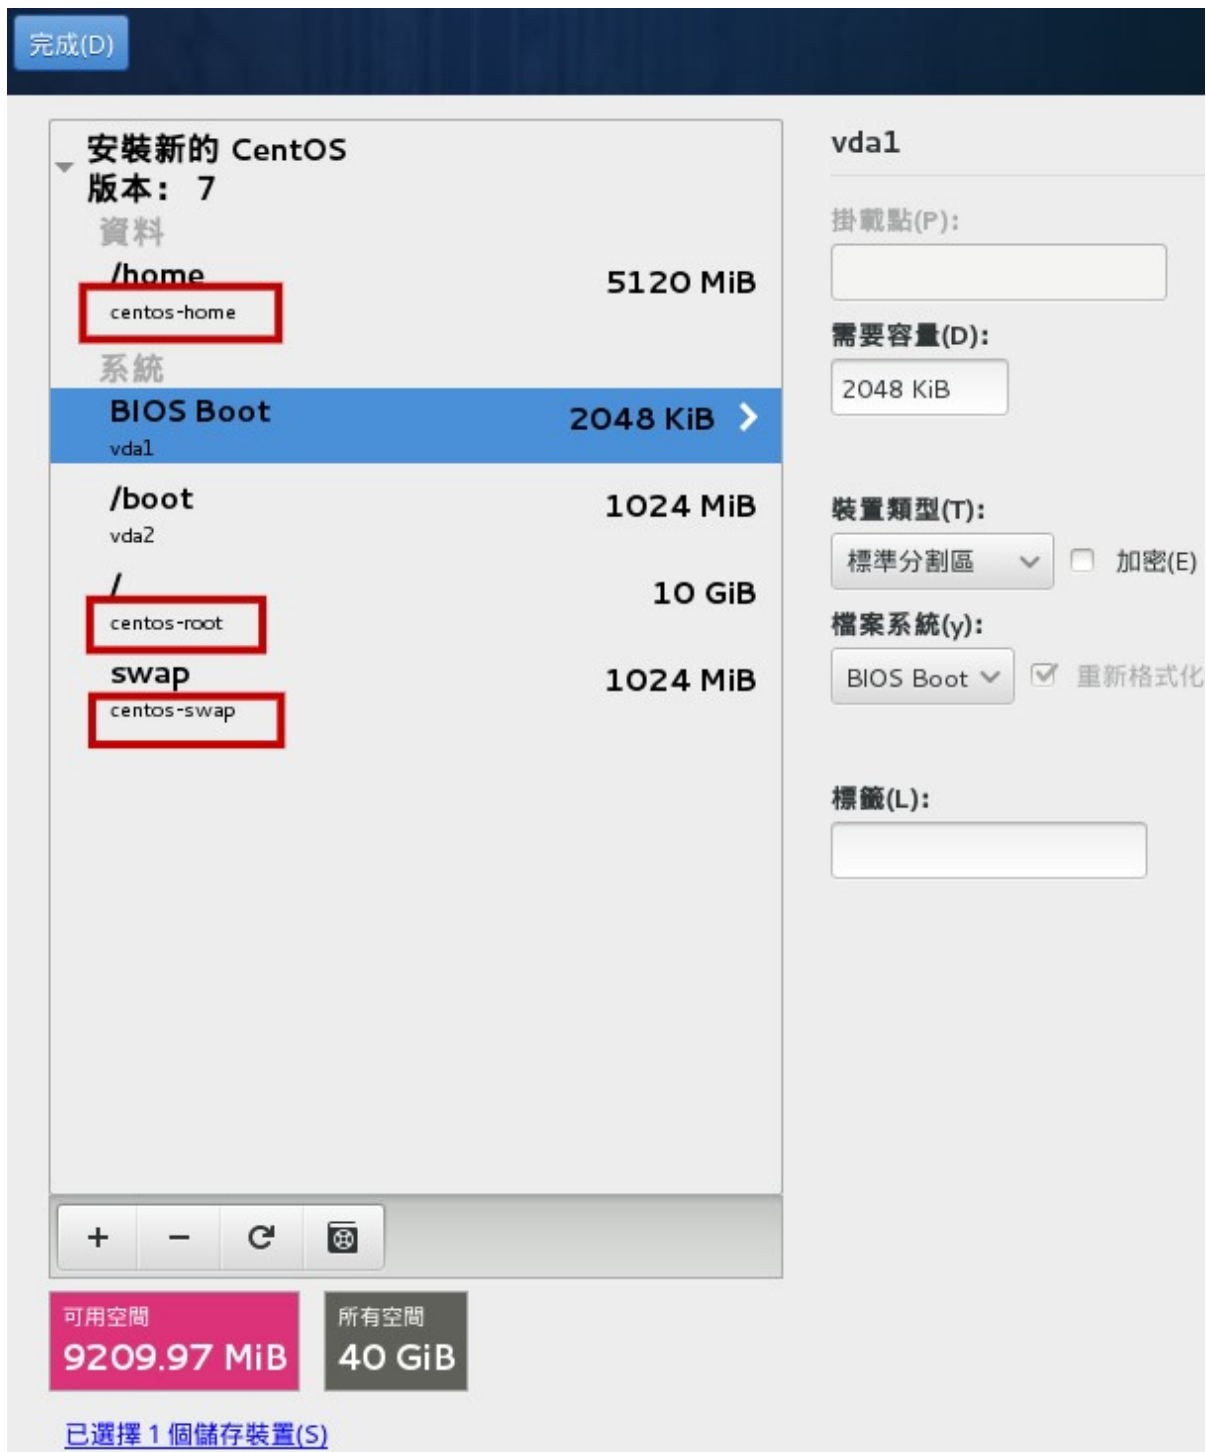 完成(D)
安裝新的 CentOS
版本: 7
資料
/home
5120 MiB
centos-home
系統
BIOS Boot
2048 KiB
vda1
/boot
1024 MiB
vda2
/
10 GiB
centos-root
swap
1024 MiB
centos-swap
+ −
可用空間
9209.97 MiB
所有空間
40 GiB
已選擇 1 個儲存裝置(S)
vda1
掛載點(P):
需要容量(D):
2048 KiB
裝置類型(T):
標準分割區
加密(E)
檔案系統(y):
BIOS Boot
重新格式化
標籤(L):